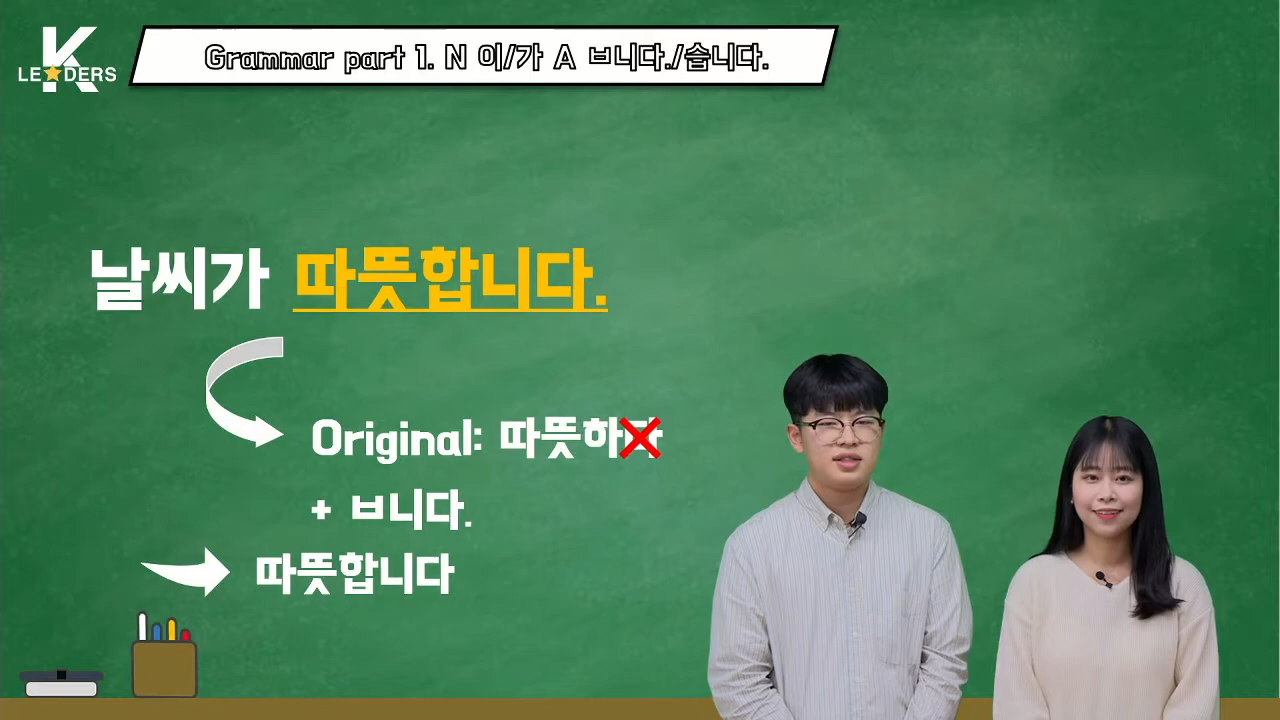 K
LEADERS
Grammar part 1. N 이/가 A ㅂ니다./습니다.
날씨가 따뜻합니다.
Original: 따뜻하다
+ ㅂ니다.
따뜻합니다